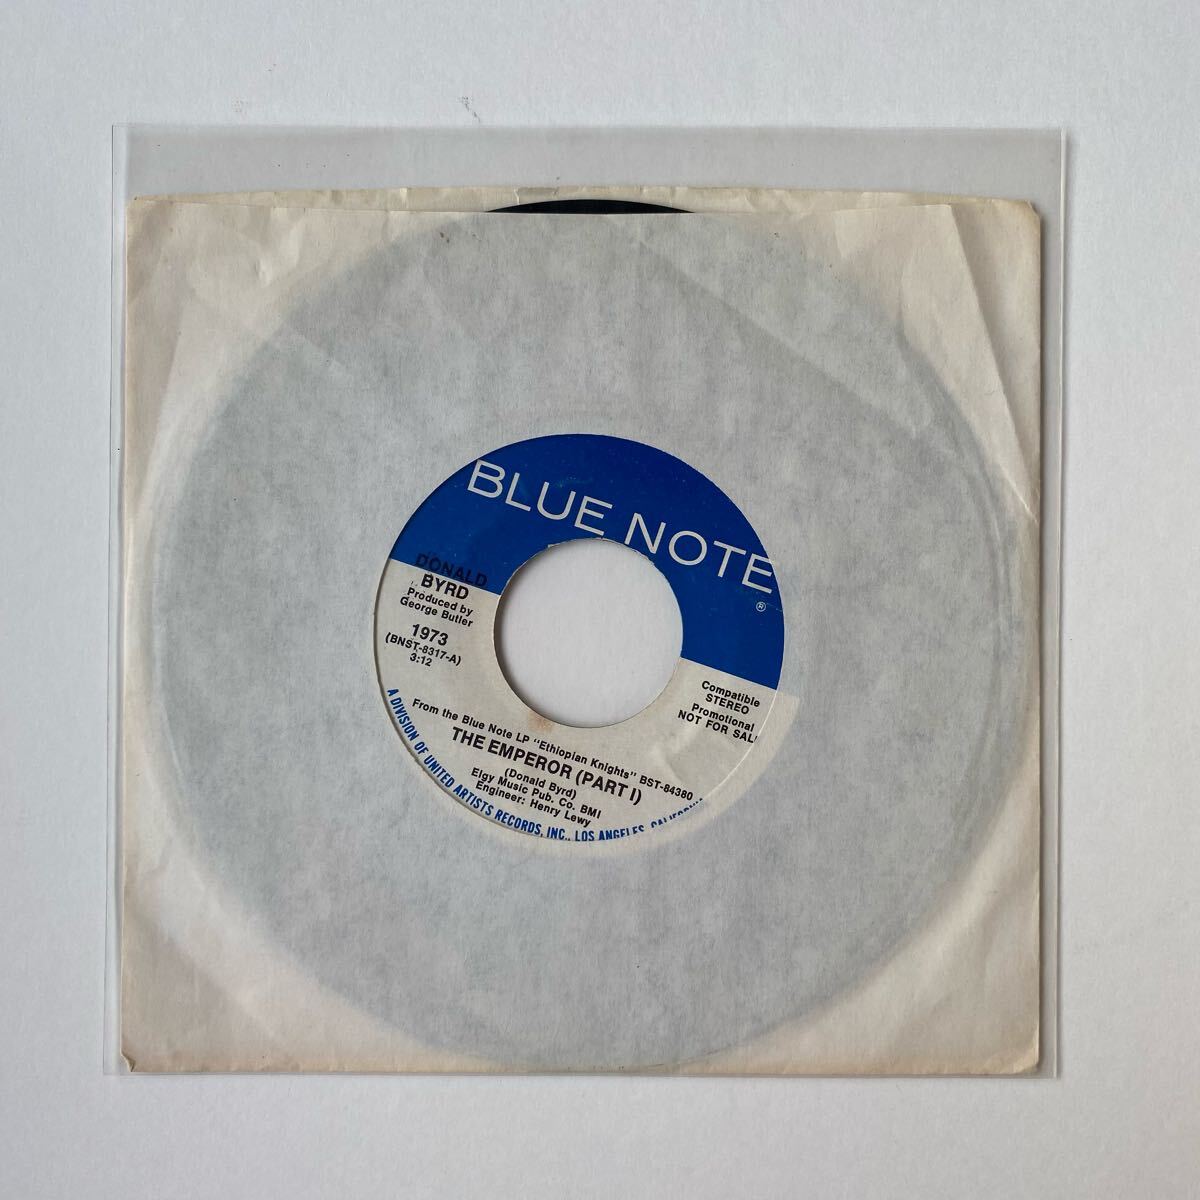 BLUE NOTE
®
DONALD
BYRD
Produced by
George Butler
1973
(BNST-8317-A)
3:12
Compatible
STEREO
Promotional
NOT FOR SAL
From the Blue Note LP "Ethiopian Knights" BST-84380
THE EMPEROR (PART I)
(Donald Byrd)
Elgy Music Pub. Co. BMI
Engineer: Henry Lewy
A DIVISION OF UNITED ARTISTS RECORDS, INC., LOS ANGELES, CALIFORNIA